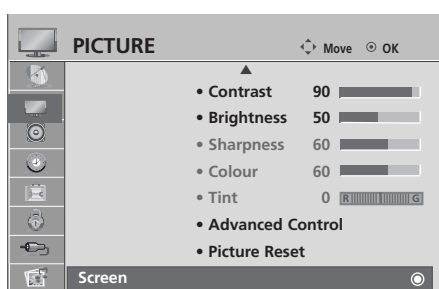 PICTURE Move OK
• Contrast 90
• Brightness 50
• Sharpness 60
• Colour 60
• Tint 0 R G
• Advanced Control
• Picture Reset
Screen